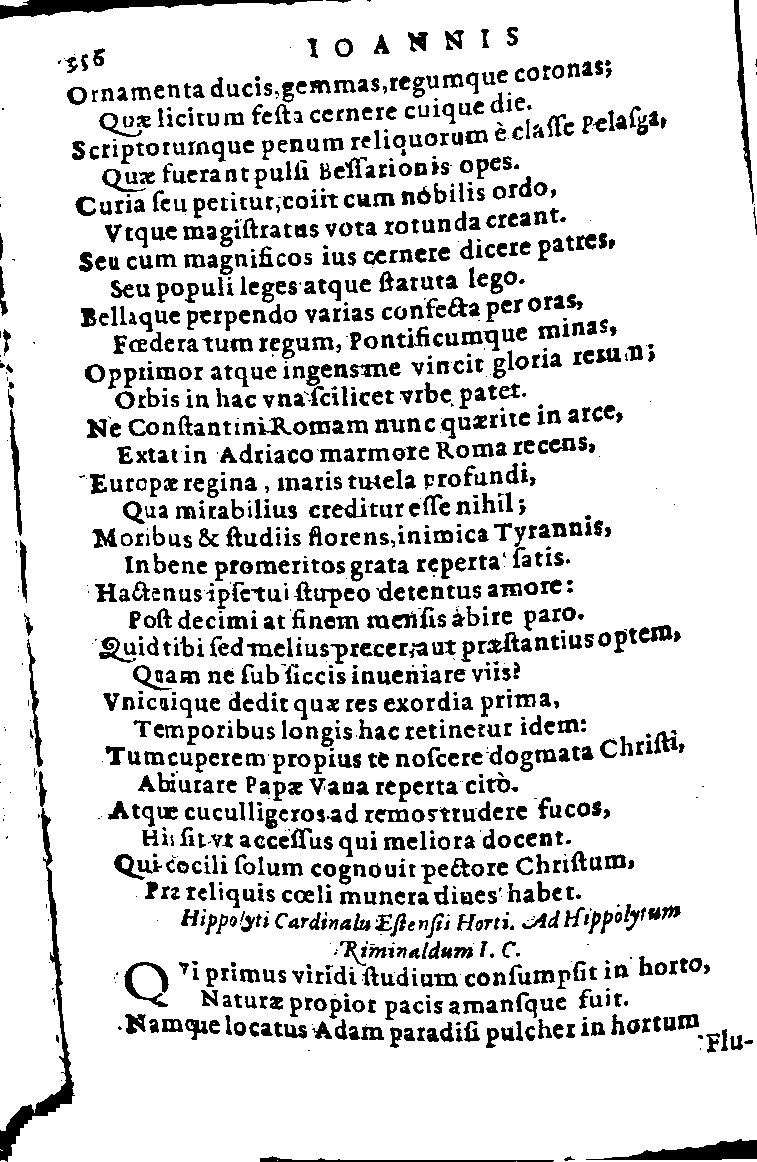 356 IOANNIS
Ornamenta ducis, gemmas, regumque coronas;
Quæ licitum feſta cernere cuique die.
Scriptorumque penum reliquorum è claſſe Pelaſga,
Quæ fuerant pulſi Beſſarionis opes.
Curia ſeu petitur, coiit cum nobilis ordo,
Vtque magiſtratus vota rotunda creant.
Seu cum magnificos ius cernere dicere patres,
Seu populi leges atque ſtatuta lego.
Bellaque perpendo varias confecta per oras,
Fœdera tum regum, Pontificumque minas,
Opprimor atque ingens me vincit gloria rerum;
Orbis in hac vna ſcilicet vrbe patet.
Ne Conſtantini Romam nunc quærite in arce,
Extat in Adriaco marmore Roma recens,
Europæ regina, maris tutela profundi,
Qua mirabilius creditur eſſe nihil;
Moribus & ſtudiis florens, inimica Tyrannis,
In bene promeritos grata reperta ſatis.
Hactenus ipſe tui ſtupeo detentus amore:
Poſt decimi at finem menſis abire paro.
Quid tibi ſed melius precer, aut præſtantius optem,
Quam ne ſub ſiccis inueniare viis?
Vnicuique dedit quæ res exordia prima,
Temporibus longis hac retinetur idem:
Tum cuperem propius te noſcere dogmata Chriſti,
Abiurare Papæ Vana reperta citò.
Atque cuculligeros ad remos trudere fucos,
His ſit vt acceſſus qui meliora docent.
Qui cocili ſolum cognouit pectore Chriſtum,
Præ reliquis cœli munera diues habet.
Hippolyti Cardinalis Eſtenſis Horti. Ad Hippolytum
Riminaldum I. C.
QVi primus viridi ſtudium conſumpſit in horto,
Naturæ propior pacis amanſque fuit.
Namque locatus Adam paradiſi pulcher in hortum
Flu-